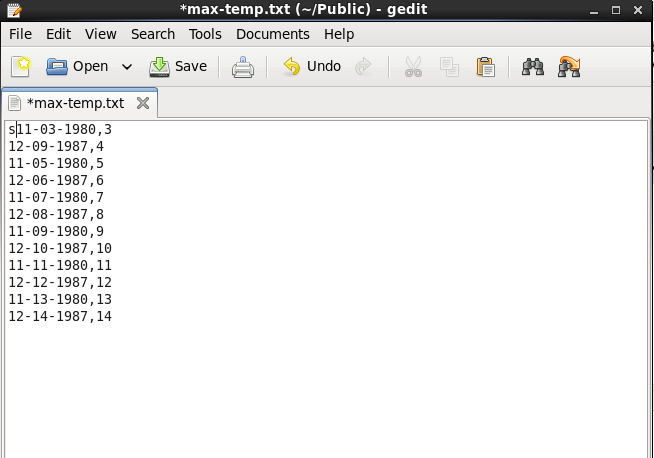 *max-temp.txt (~/Public) - gedit
File Edit View Search Tools Documents Help
Open Save Undo
*max-temp.txt
s11-03-1980,3
12-09-1987,4
11-05-1980,5
12-06-1987,6
11-07-1980,7
12-08-1987,8
11-09-1980,9
12-10-1987,10
11-11-1980,11
12-12-1987,12
11-13-1980,13
12-14-1987,14